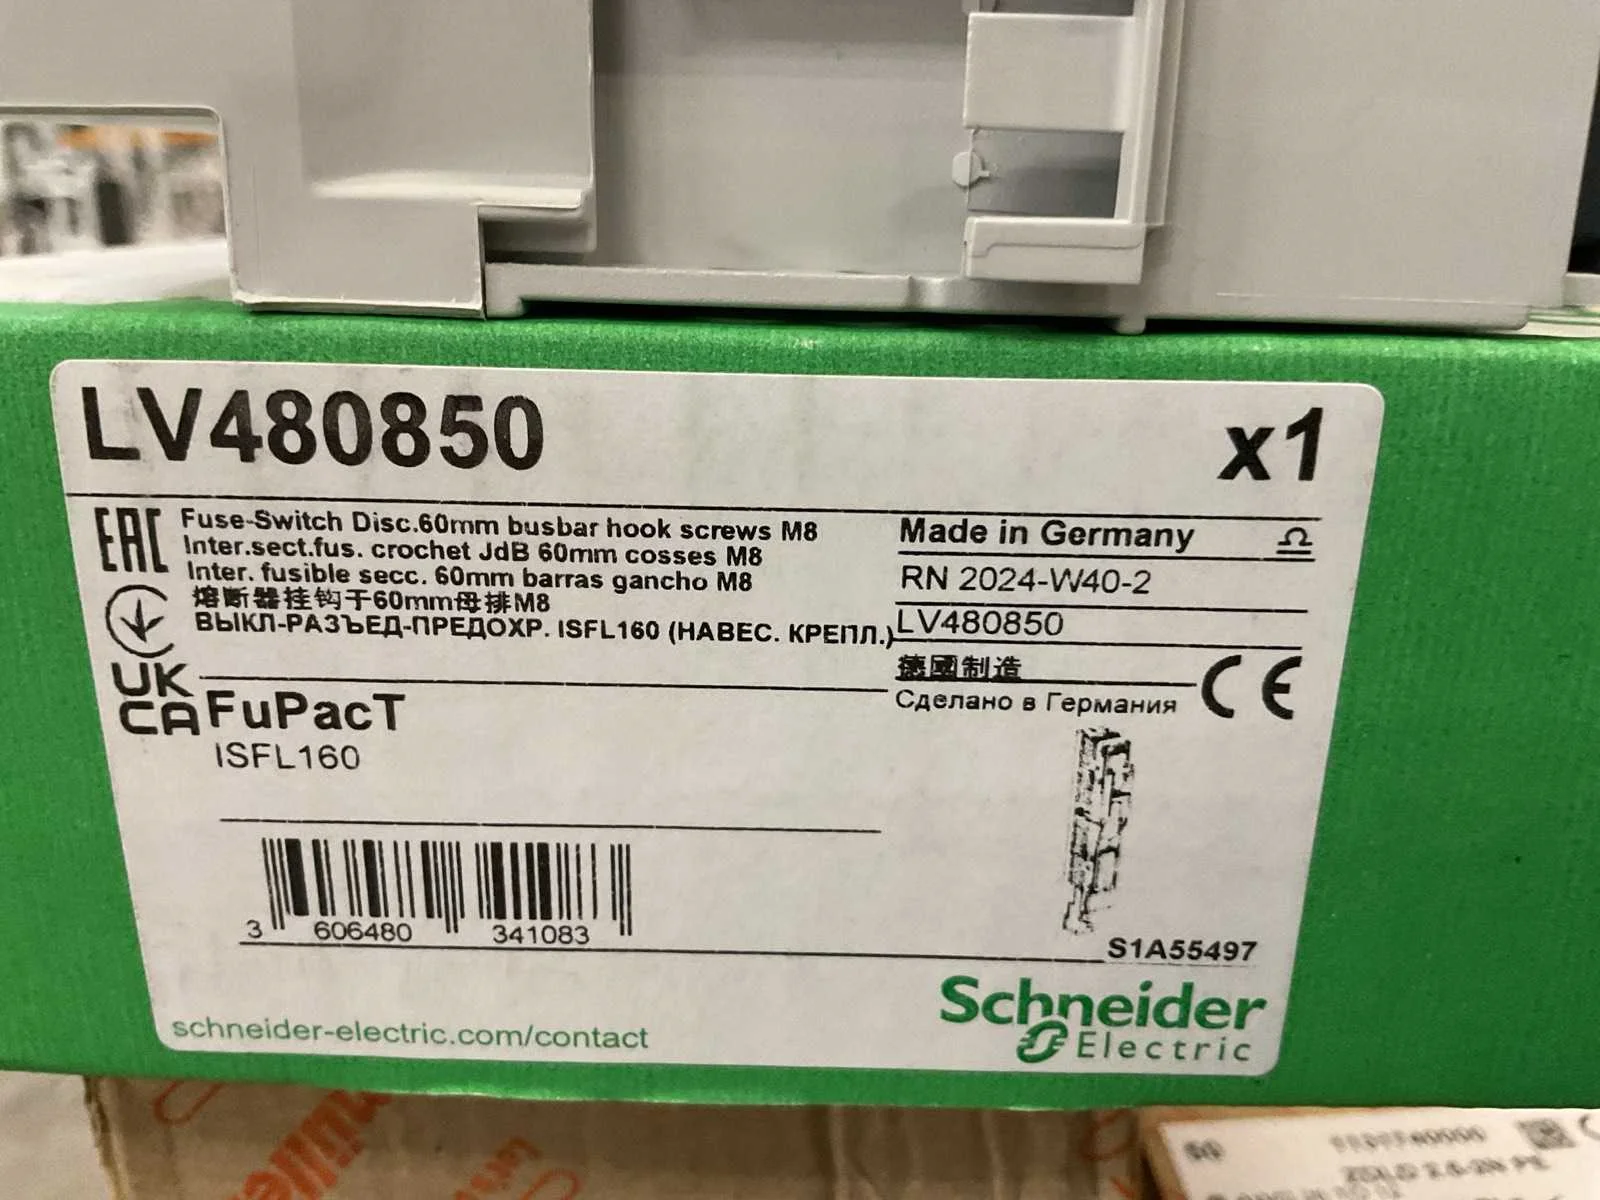 LV480850
x1
EAC
Fuse-Switch Disc.60mm busbar hook screws M8
Inter.sect.fus. crochet JdB 60mm cosses M8
Inter. fusible secc. 60mm barras gancho M8
熔断器挂钩于60mm母排M8
ВЫКЛ-РАЗЪЕД-ПРЕДОХР. ISFL160 (НАВЕС. КРЕПЛ.)
Made in Germany
RN 2024-W40-2
LV480850
德國制造
Сделано в Германии
CE
UK
CA
FuPacT
ISFL160
3 606480 341083
S1A55497
schneider-electric.com/contact
Schneider
Electric